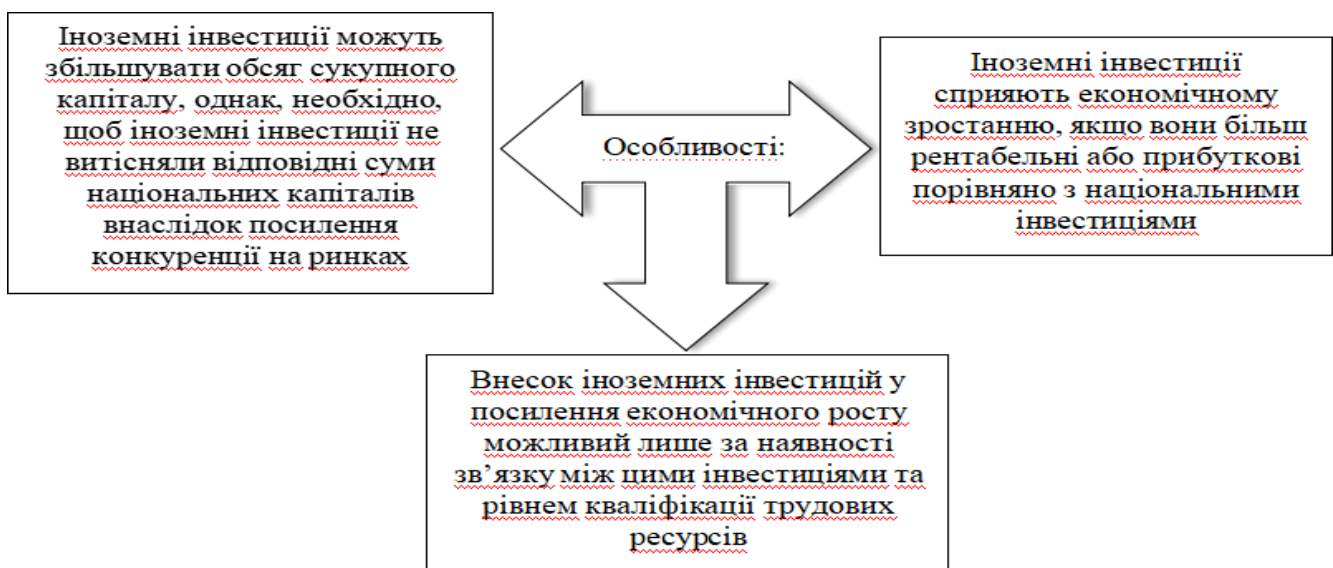 Іноземні інвестиції можуть
збільшувати обсяг сукупного
капіталу, однак, необхідно,
щоб іноземні інвестиції не
витісняли відповідні суми
національних капіталів
внаслідок посилення
конкуренції на ринках
Особливості:
Іноземні інвестиції
сприяють економічному
зростанню, якщо вони більш
рентабельні або прибуткові
порівняно з національними
інвестиціями
Внесок іноземних інвестицій у
посилення економічного росту
можливий лише за наявності
зв’язку між цими інвестиціями та
рівнем кваліфікації трудових
ресурсів